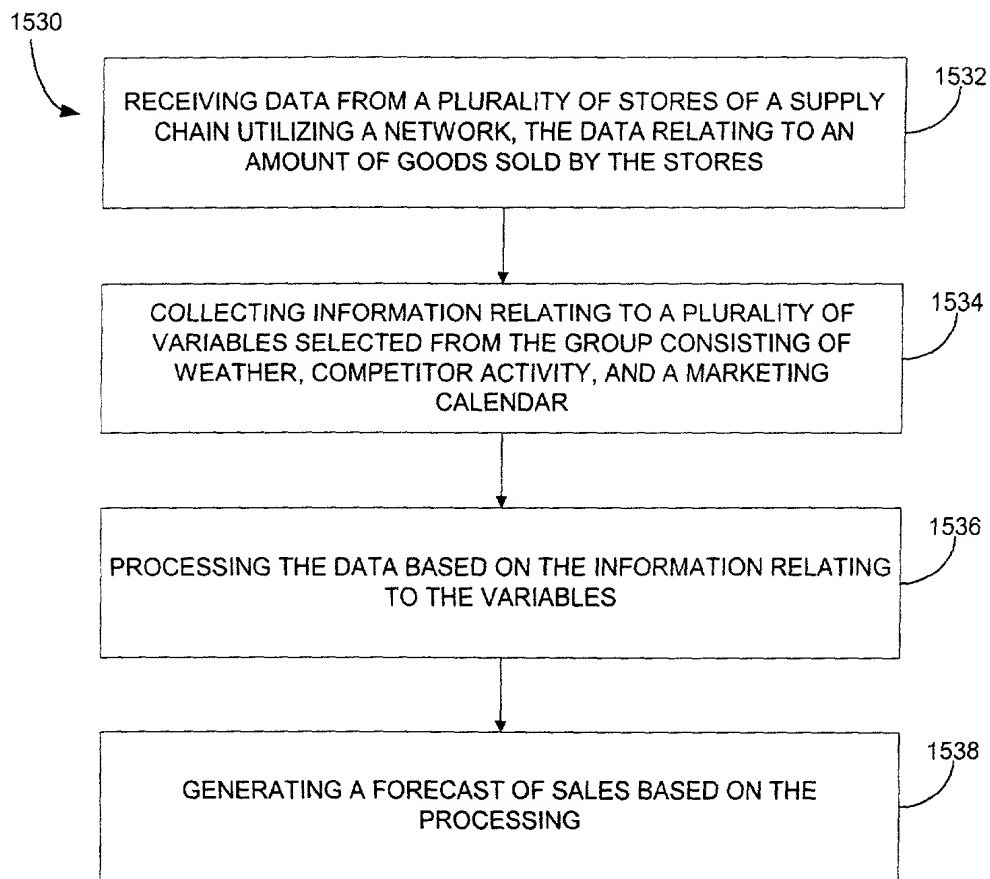 1530
1532
RECEIVING DATA FROM A PLURALITY OF STORES OF A SUPPLY
CHAIN UTILIZING A NETWORK, THE DATA RELATING TO AN
AMOUNT OF GOODS SOLD BY THE STORES
1534
COLLECTING INFORMATION RELATING TO A PLURALITY OF
VARIABLES SELECTED FROM THE GROUP CONSISTING OF
WEATHER, COMPETITOR ACTIVITY, AND A MARKETING
CALENDAR
1536
PROCESSING THE DATA BASED ON THE INFORMATION RELATING
TO THE VARIABLES
1538
GENERATING A FORECAST OF SALES BASED ON THE
PROCESSING